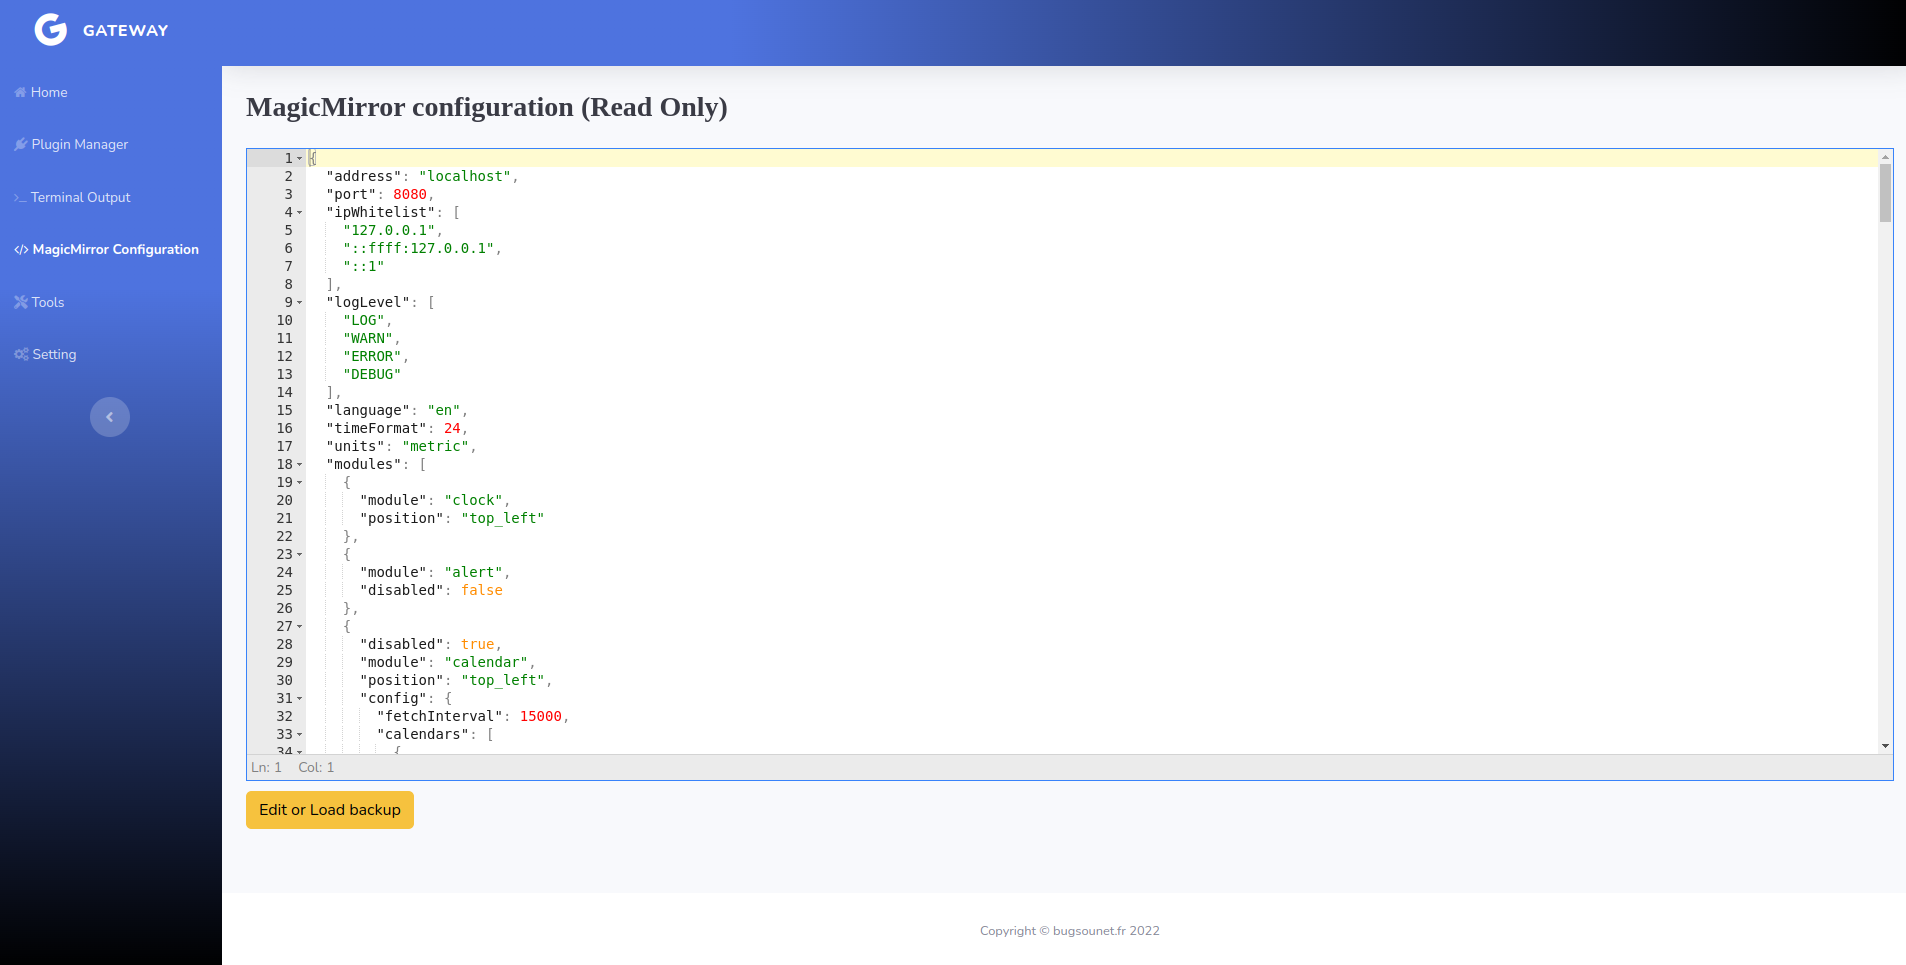 GATEWAY
Home
Plugin Manager
Terminal Output
MagicMirror Configuration
Tools
Setting
MagicMirror configuration (Read Only)
1 {
2 "address": "localhost",
3 "port": 8080,
4 "ipWhitelist": [
5 "127.0.0.1",
6 "::ffff:127.0.0.1",
7 "::1"
8 ],
9 "logLevel": [
10 "LOG",
11 "WARN",
12 "ERROR",
13 "DEBUG"
14 ],
15 "language": "en",
16 "timeFormat": 24,
17 "units": "metric",
18 "modules": [
19 {
20 "module": "clock",
21 "position": "top_left"
22 },
23 {
24 "module": "alert",
25 "disabled": false
26 },
27 {
28 "disabled": true,
29 "module": "calendar",
30 "position": "top_left",
31 "config": {
32 "fetchInterval": 15000,
33 "calendars": [
34 {
Ln: 1 Col: 1
Edit or Load backup
Copyright © bugsounet.fr 2022